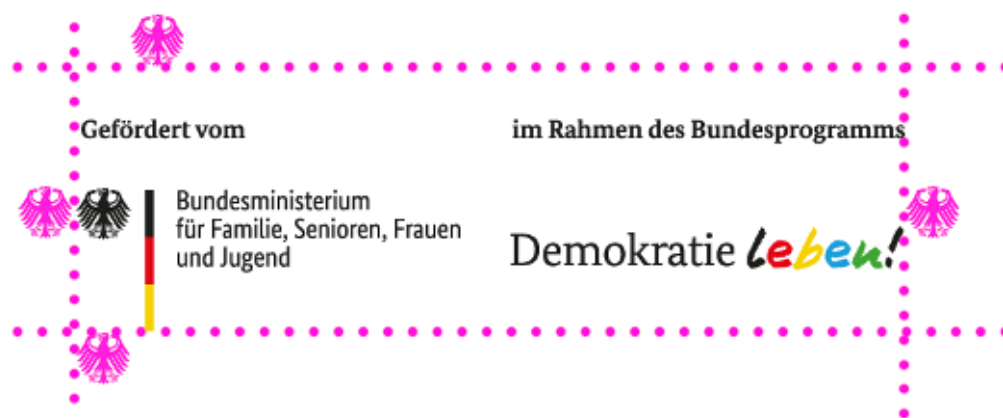 Gefördert vom
im Rahmen des Bundesprogramms
Bundesministerium
für Familie, Senioren, Frauen
und Jugend
Demokratie leben!